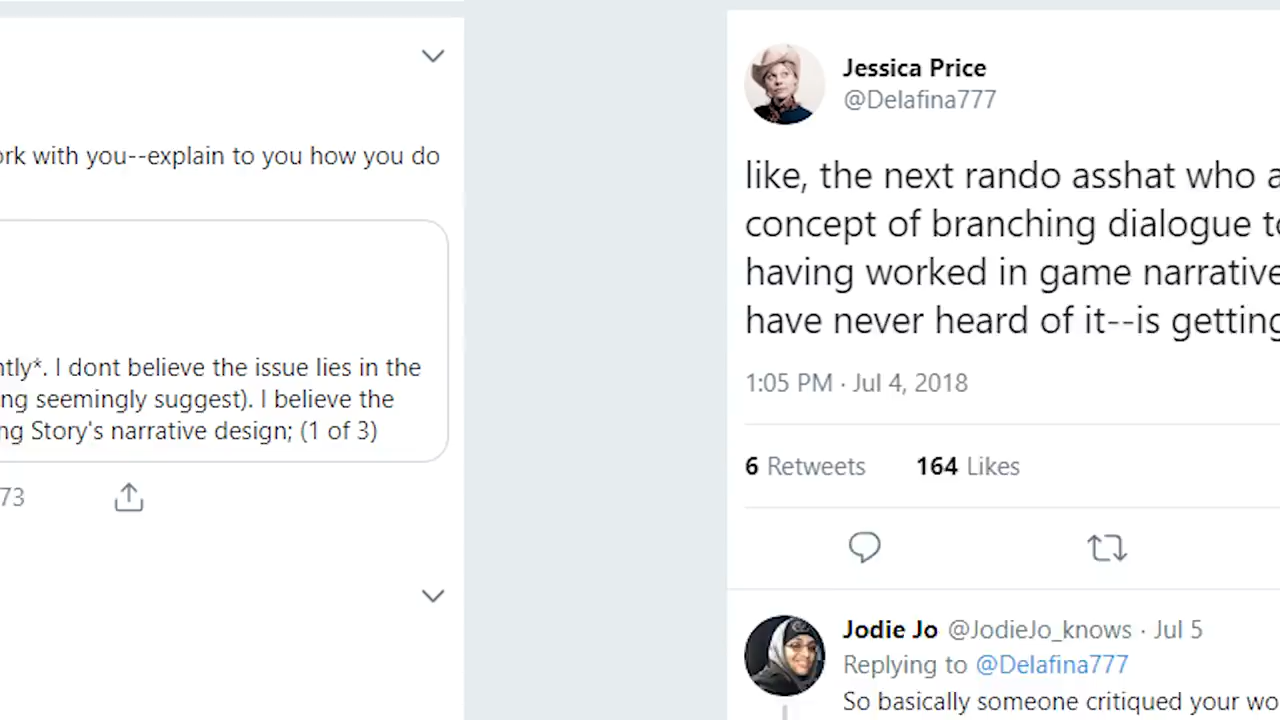 ork with you--explain to you how you do
ntly*. I dont believe the issue lies in the
ng seemingly suggest). I believe the
ng Story's narrative design; (1 of 3)
73
Jessica Price
@Delafina777
like, the next rando asshat who a
concept of branching dialogue to
having worked in game narrative
have never heard of it--is getting
1:05 PM · Jul 4, 2018
6 Retweets 164 Likes
Jodie Jo @JodieJo_knows · Jul 5
Replying to @Delafina777
So basically someone critiqued your wo